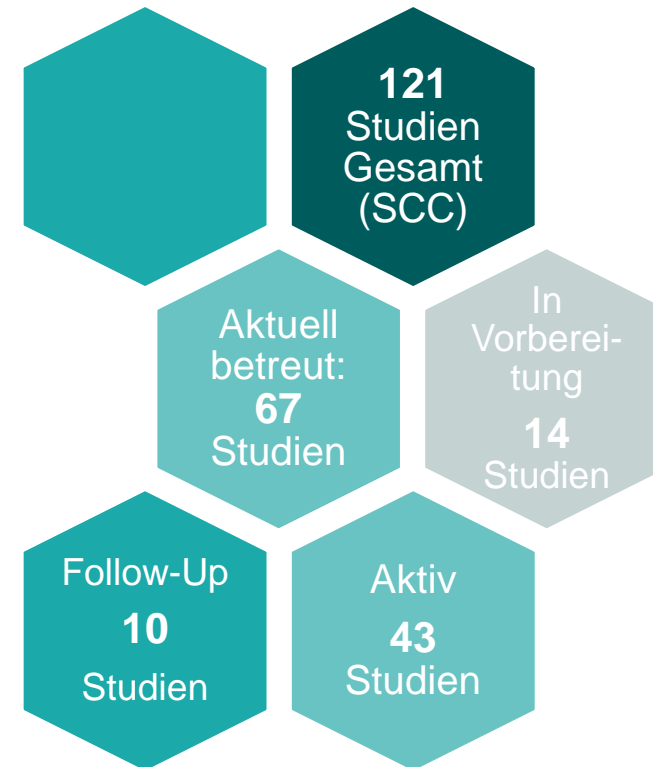 121
Studien
Gesamt
(SCC)
Aktuell
betreut:
67
Studien
In
Vorberei-
tung
14
Studien
Follow-Up
10
Studien
Aktiv
43
Studien